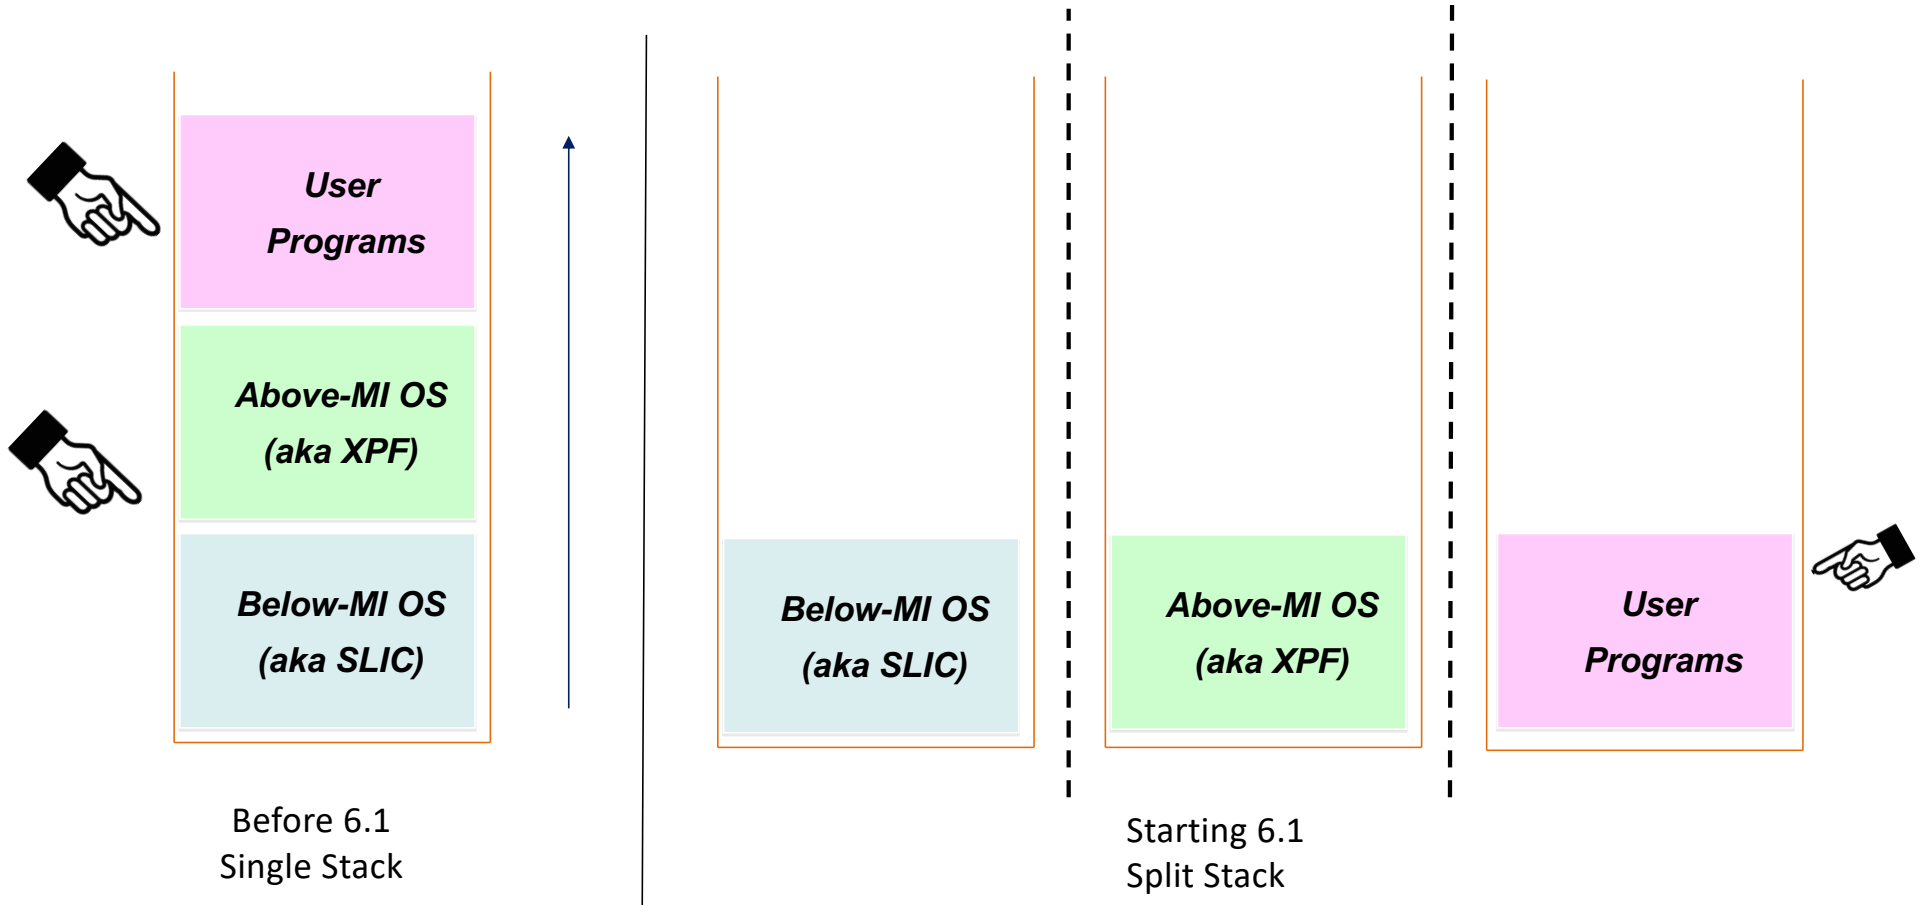 User
Programs
Above-MI OS
(aka XPF)
Below-MI OS
(aka SLIC)
Before 6.1
Single Stack
Below-MI OS
(aka SLIC)
Above-MI OS
(aka XPF)
User
Programs
Starting 6.1
Split Stack